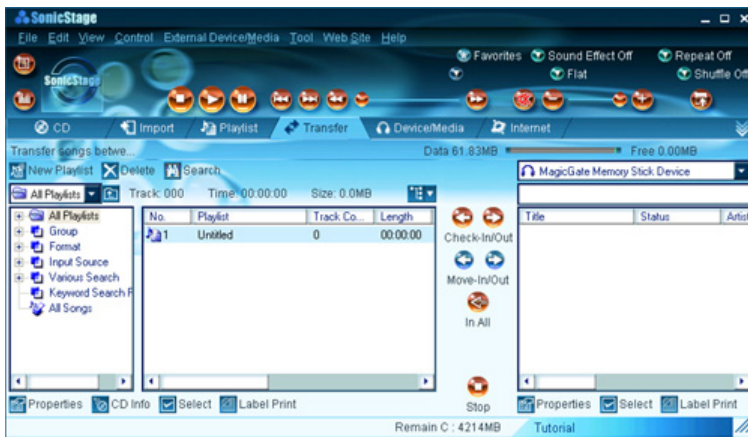 SonicStage
File Edit View Control External Device/Media Tool Web Site Help
Favorites Sound Effect Off Repeat Off
SonicStage
Flat Shuffle Off
CD Import Playlist Transfer Device/Media Internet
Transfer songs betwe... Data 61.83MB Free 0.00MB
New Playlist Delete Search MagicGate Memory Stick Device
All Playlists Track: 000 Time: 00:00:00 Size: 0.0MB
All Playlists No. Playlist Track Co... Length Title Status Artist
Group 1 Untitled 0 00:00:00
Check-In/Out
Format
Input Source
Various Search Move-In/Out
Keyword Search F
All Songs In All
Properties CD Info Select Label Print Stop Properties Select Label Print
Remain C : 4214MB Tutorial